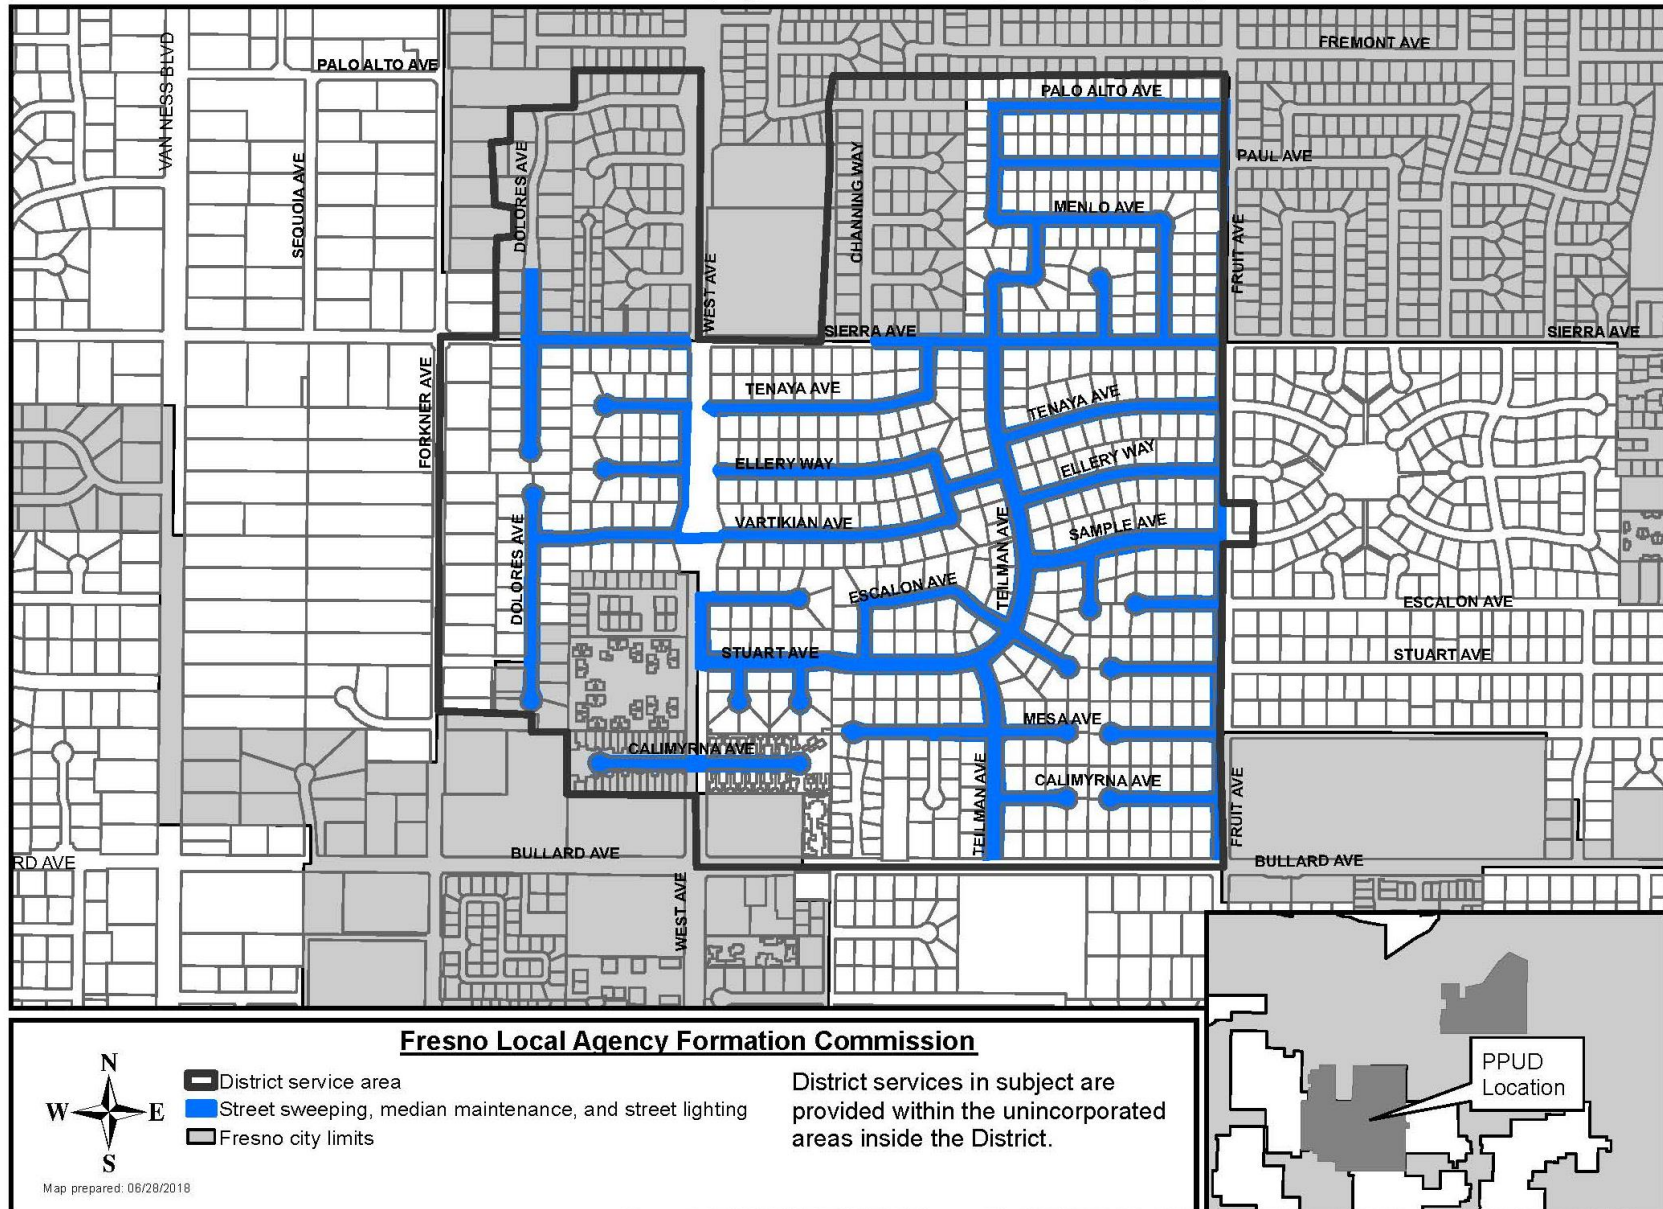 FREMONT AVE
PALO ALTO AVE
VAN NESS BLVD
PALO ALTO AVE
SEQUOIA AVE
DOLORES AVE
CHANNING WAY
PAUL AVE
MENLO AVE
FRUIT AVE
WEST AVE
SIERRA AVE
SIERRA AVE
FORKNER AVE
TENAYA AVE
TENAYA AVE
ELLERY WAY
ELLERY WAY
VARTIKIAN AVE
SAMPLE AVE
DOLORES AVE
TEILMAN AVE
ESCALON AVE
ESCALON AVE
STUART AVE
STUART AVE
MESA AVE
CALIMYRNA AVE
CALIMYRNA AVE
TEILMAN AVE
FRUIT AVE
RD AVE
BULLARD AVE
BULLARD AVE
WEST AVE
Fresno Local Agency Formation Commission
N
W E
S
District service area
Street sweeping, median maintenance, and street lighting
Fresno city limits
District services in subject are
provided within the unincorporated
areas inside the District.
Map prepared: 06/28/2018
PPUD
Location